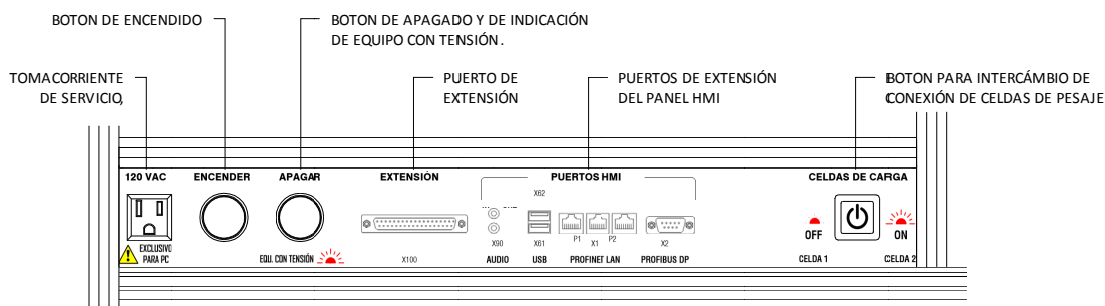 BOTON DE ENCENDIDO
BOTON DE APAGADO Y DE INDICACIÓN
DE EQUIPO CON TENSIÓN.
TOMACORRIENTE
DE SERVICIO,
PUERTO DE
EXTENSIÓN
PUERTOS DE EXTENSIÓN
DEL PANEL HMI
BOTON PARA INTERCÁMBIO DE
CONEXIÓN DE CELDAS DE PESAJE
120 VAC
ENCENDER
APAGAR
EXTENSIÓN
PUERTOS HMI
CELDAS DE CARGA
X62
P1
P2
OFF
ON
EXCLUSIVO
PARA PC
EQU. CON TENSIÓN
X100
X90
X61
X1
X2
AUDIO
USB
PROFINET LAN
PROFIBUS DP
CELDA 1
CELDA 2